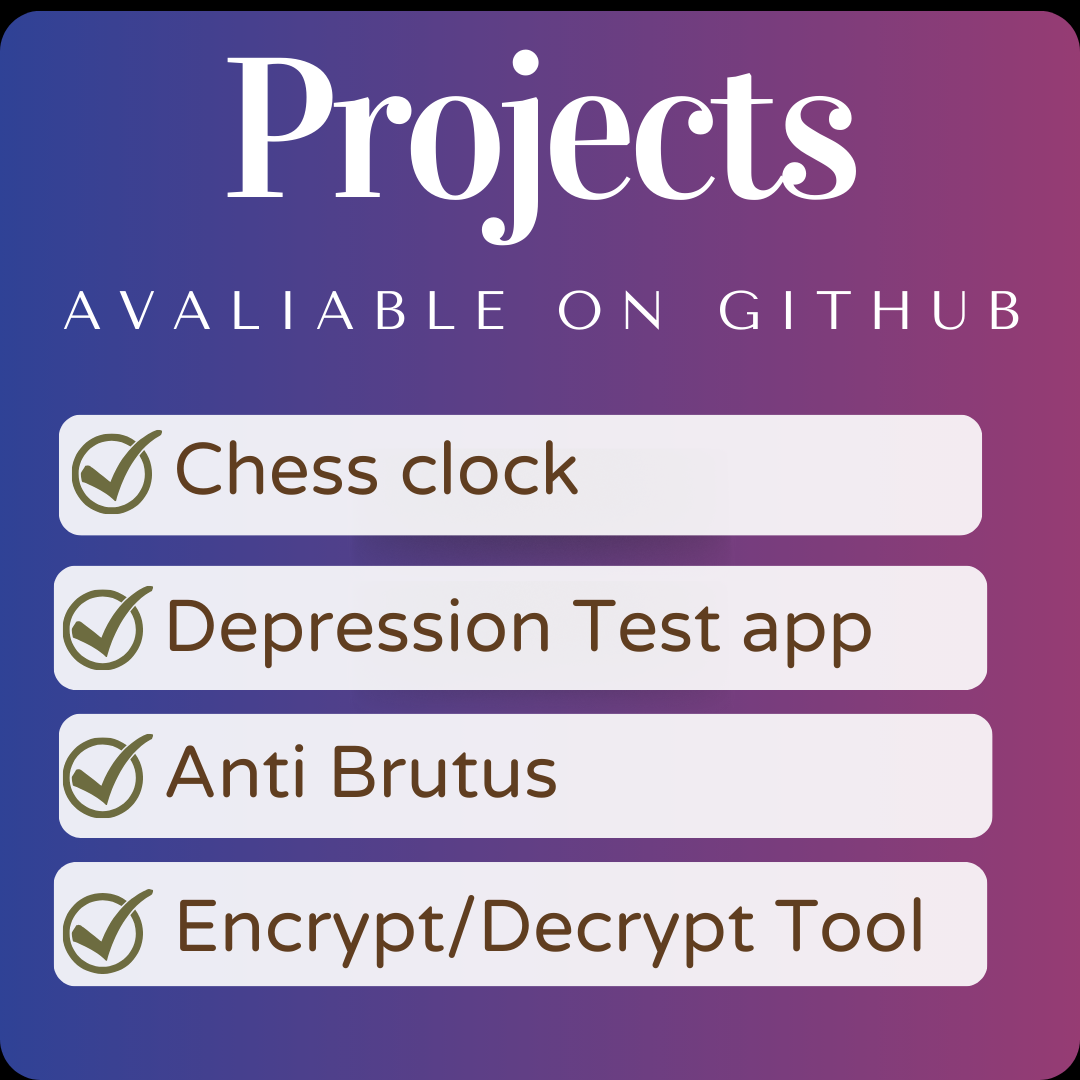 Projects
AVALIABLE ON GITHUB
Chess clock
Depression Test app
Anti Brutus
Encrypt/Decrypt Tool